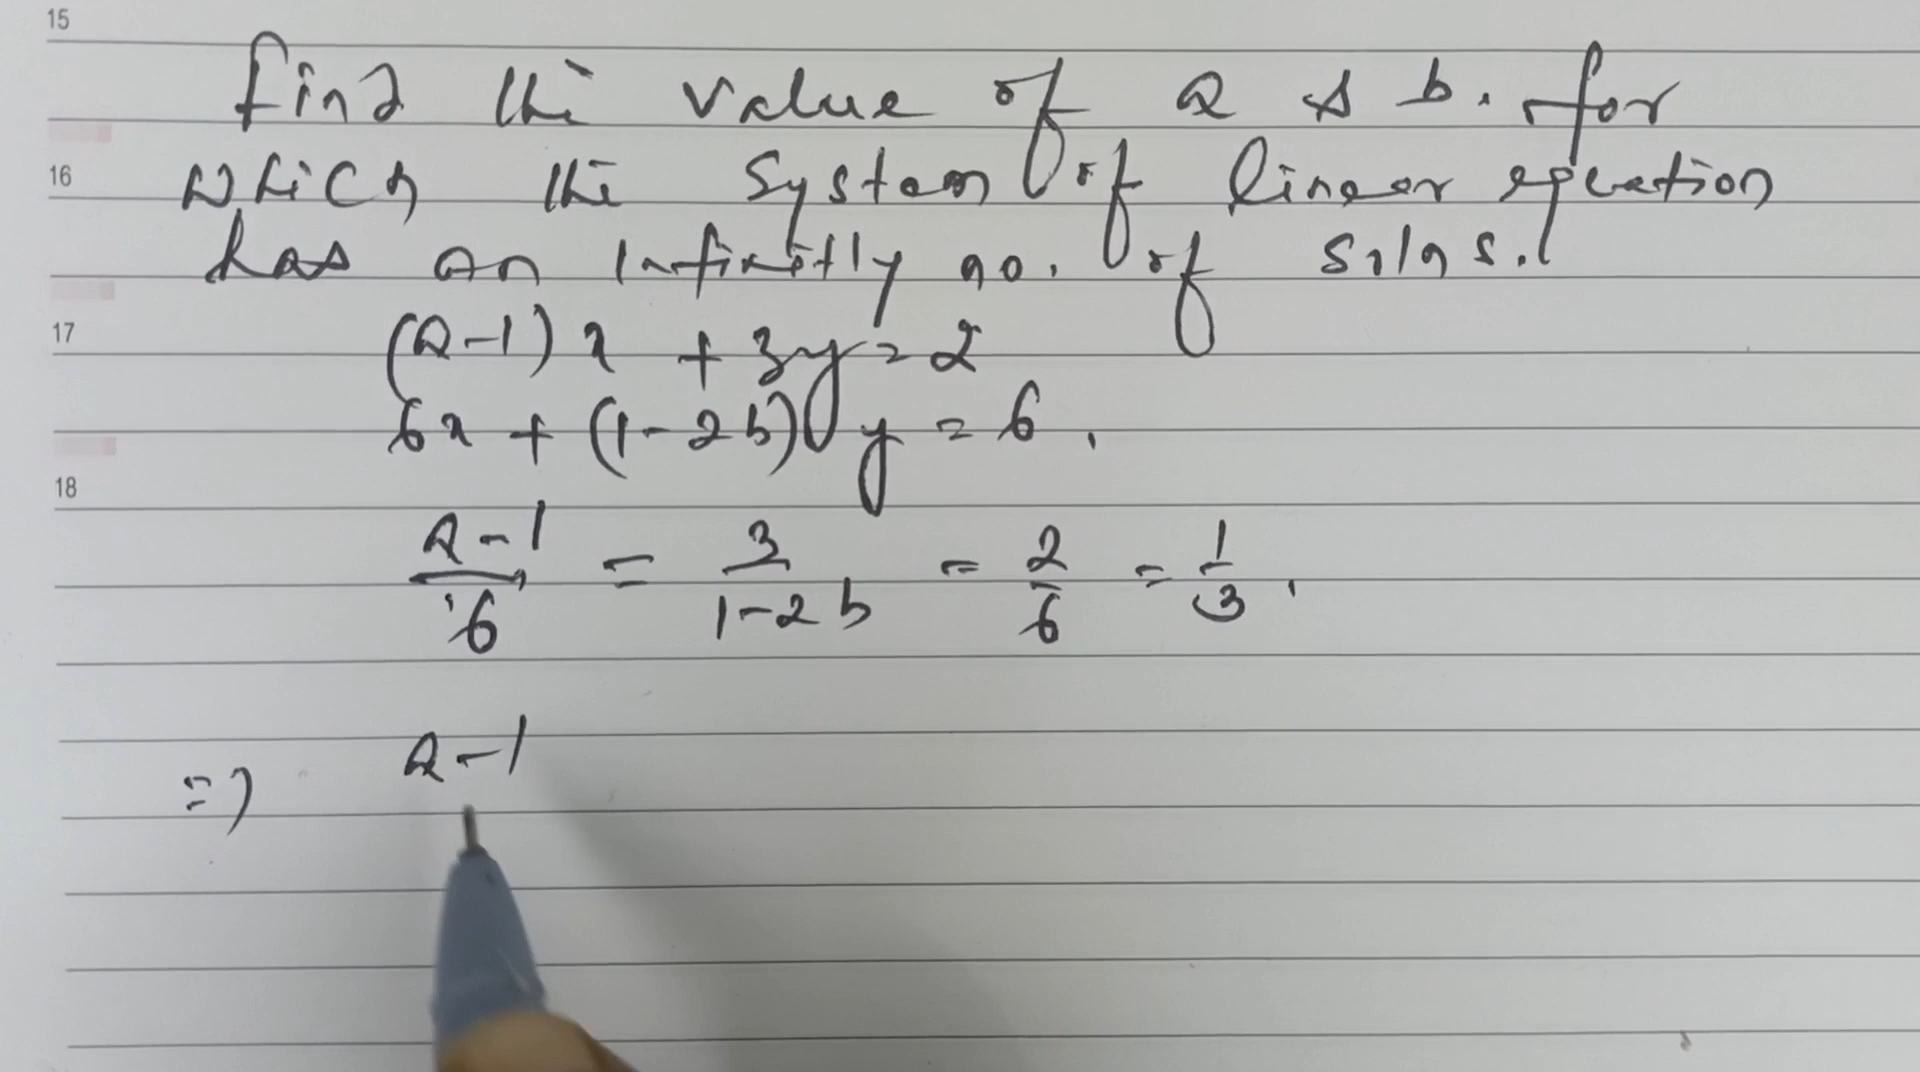 15
find the value of a & b. for
16
which the system of linear equation
has an infinitly no. of solns.
17
(a-1)x + 3y = 2
6x + (1-2b)y = 6.
18
a-1/6 = 3/1-2b = 2/6 = 1/3.
=> a-1